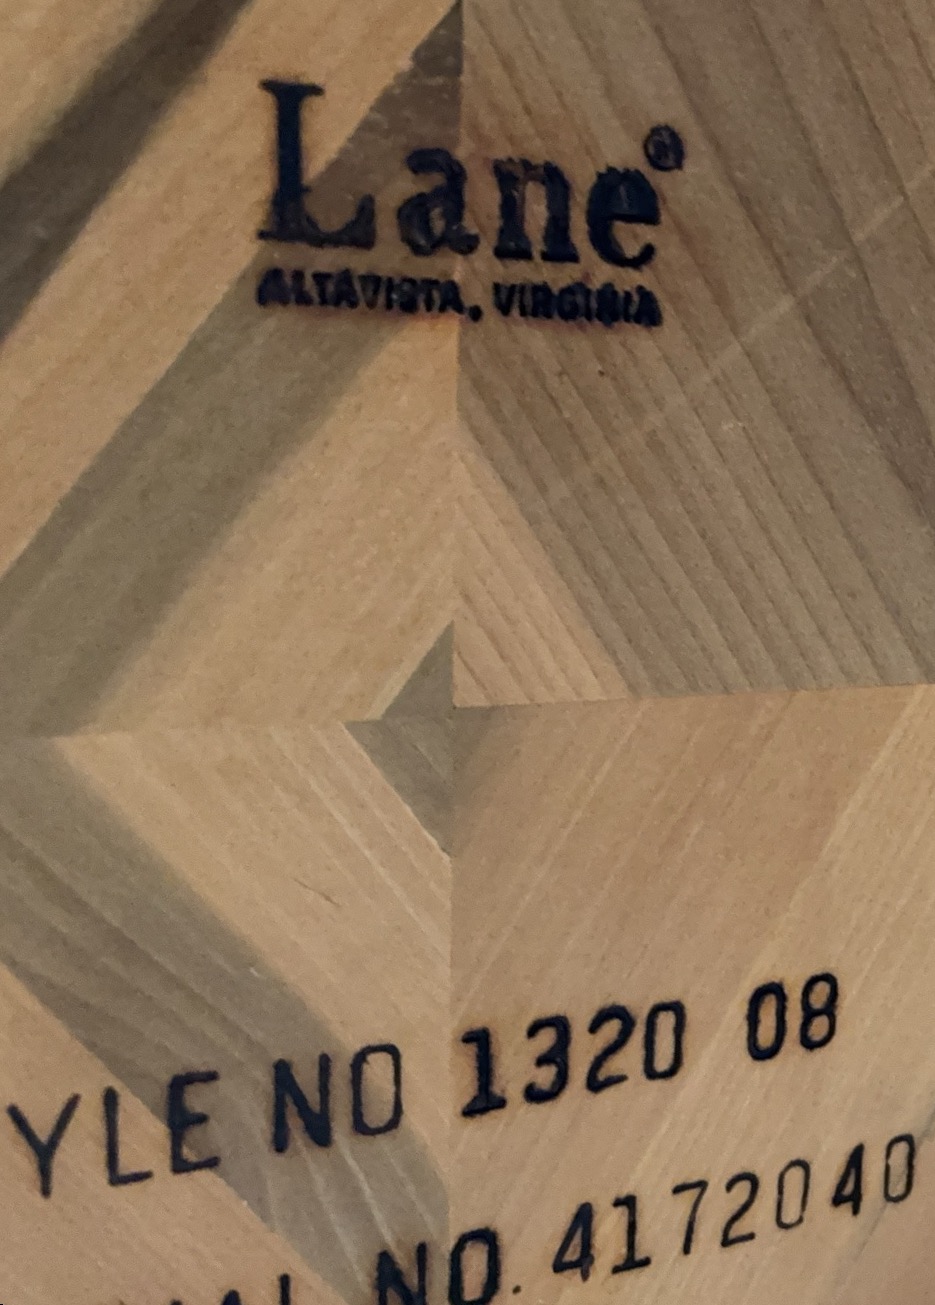 Lane®
ALTAVISTA, VIRGINIA
YLE NO 1320 08
NO. 4172040